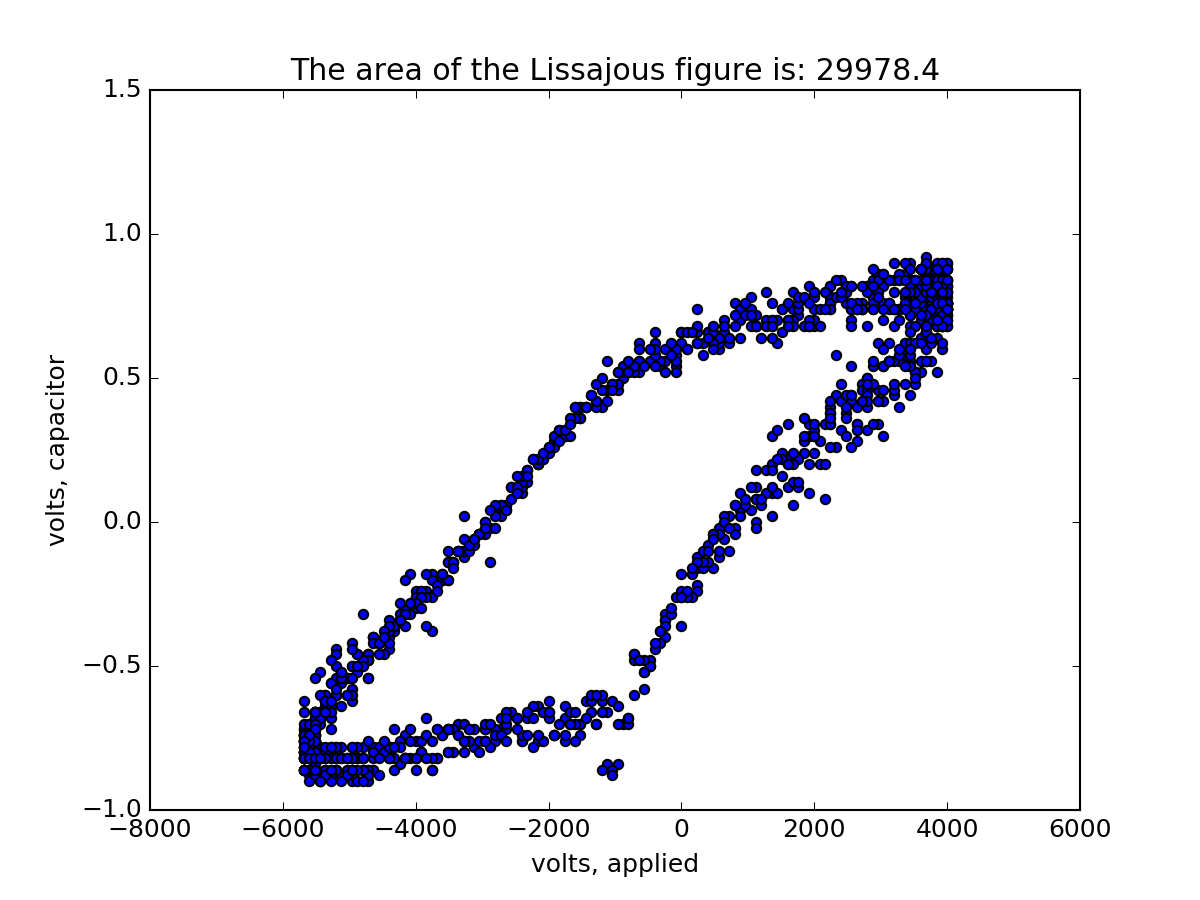 The area of the Lissajous figure is: 29978.4
1.5
1.0
0.5
0.0
−0.5
−1.0
volts, capacitor
−8000 −6000 −4000 −2000 0 2000 4000 6000
volts, applied